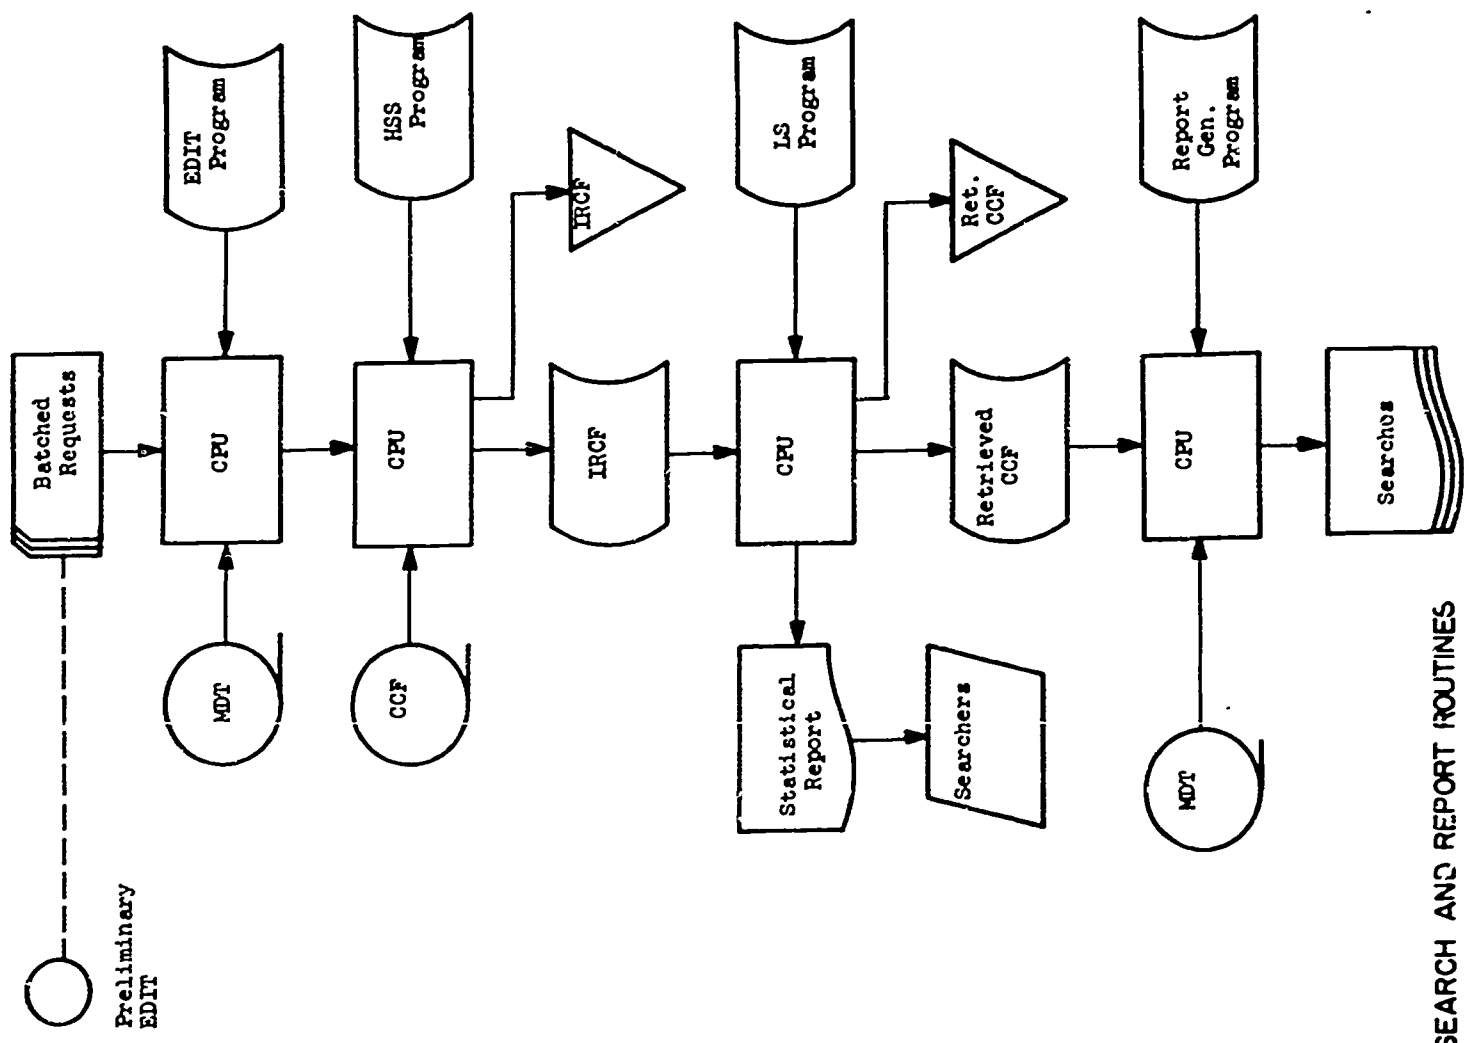 Preliminary
EDIT
Batched
Requests
EDIT
Program
MDT
CPU
HSS
Program
CCF
CPU
IRCF
IRCF
LS
Program
CPU
Statistical
Report
Searchers
Ret.
CCF
Retrieved
CCF
Report
Gen.
Program
MDT
CPU
Searches
SEARCH AND REPORT ROUTINES